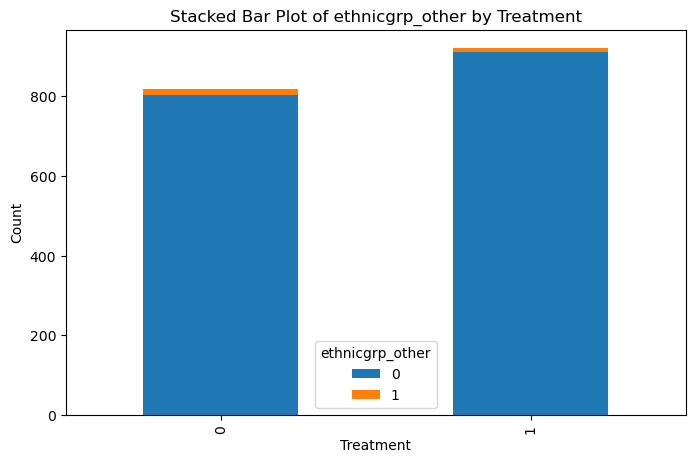 Stacked Bar Plot of ethnicgrp_other by Treatment
Count
800
600
400
200
0
ethnicgrp_other
0
1
0
1
Treatment